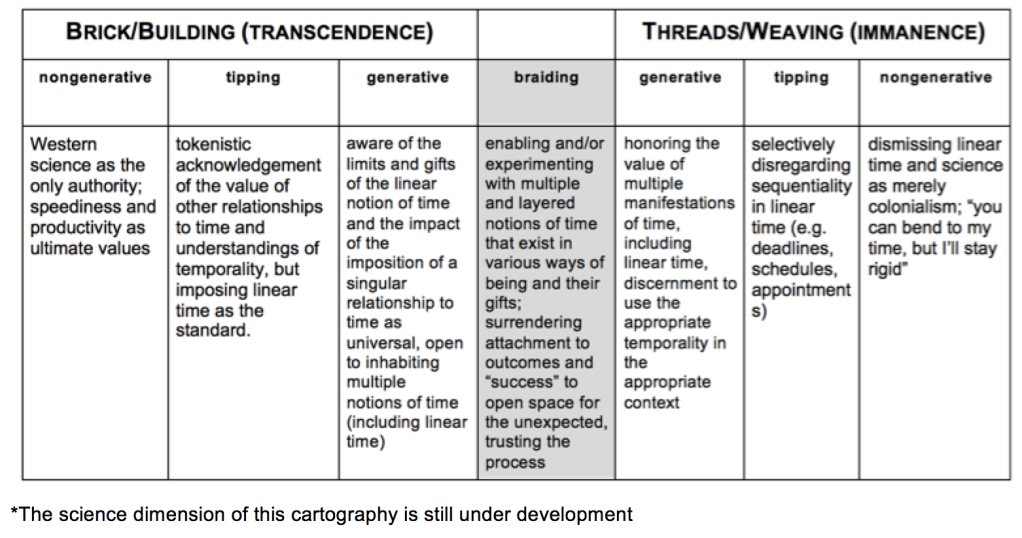 BRICK/BUILDING (TRANSCENDENCE)
THREADS/WEAVING (IMMANENCE)
nongenerative
tipping
generative
braiding
generative
tipping
nongenerative
Western
science as the
only authority;
speediness and
productivity as
ultimate values
tokenistic
acknowledgement
of the value of
other relationships
to time and
understandings of
temporality, but
imposing linear
time as the
standard.
aware of the
limits and gifts
of the linear
notion of time
and the impact
of the
imposition of a
singular
relationship to
time as
universal, open
to inhabiting
multiple
notions of time
(including linear
time)
enabling and/or
experimenting
with multiple
and layered
notions of time
that exist in
various ways of
being and their
gifts;
surrendering
attachment to
outcomes and
“success” to
open space for
the unexpected,
trusting the
process
honoring the
value of
multiple
manifestations
of time,
including
linear time,
discernment to
use the
appropriate
temporality in
the
appropriate
context
selectively
disregarding
sequentiality
in linear
time (e.g.
deadlines,
schedules,
appointment
s)
dismissing linear
time and science
as merely
colonialism; “you
can bend to my
time, but I’ll stay
rigid”
*The science dimension of this cartography is still under development